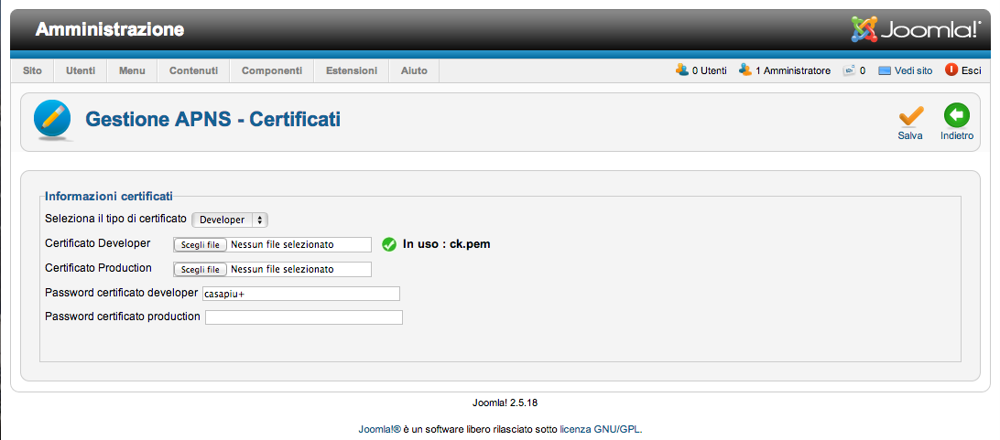 Amministrazione
Joomla!
Sito Utenti Menu Contenuti Componenti Estensioni Aiuto 0 Utenti 1 Amministratore 0 Vedi sito Esci
Gestione APNS - Certificati
Salva Indietro
Informazioni certificati
Seleziona il tipo di certificato Developer
Certificato Developer Scegli file Nessun file selezionato In uso : ck.pem
Certificato Production Scegli file Nessun file selezionato
Password certificato developer casapiu+
Password certificato production
Joomla! 2.5.18
Joomla!® è un software libero rilasciato sotto licenza GNU/GPL.